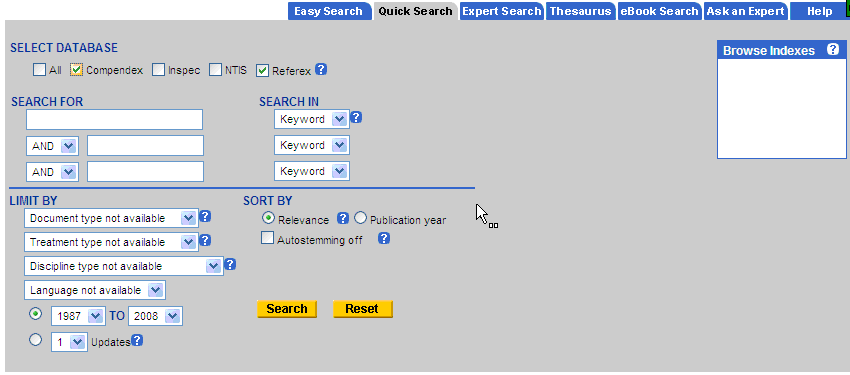 Easy Search Quick Search Expert Search Thesaurus eBook Search Ask an Expert Help
SELECT DATABASE
Browse Indexes ?
All Compendex Inspec NTIS Referex ?
SEARCH FOR SEARCH IN
Keyword ?
AND Keyword
AND Keyword
LIMIT BY SORT BY
Document type not available ? Relevance ? Publication year
Treatment type not available ? Autostemming off ?
Discipline type not available ?
Language not available
1987 TO 2008 Search Reset
1 Updates ?